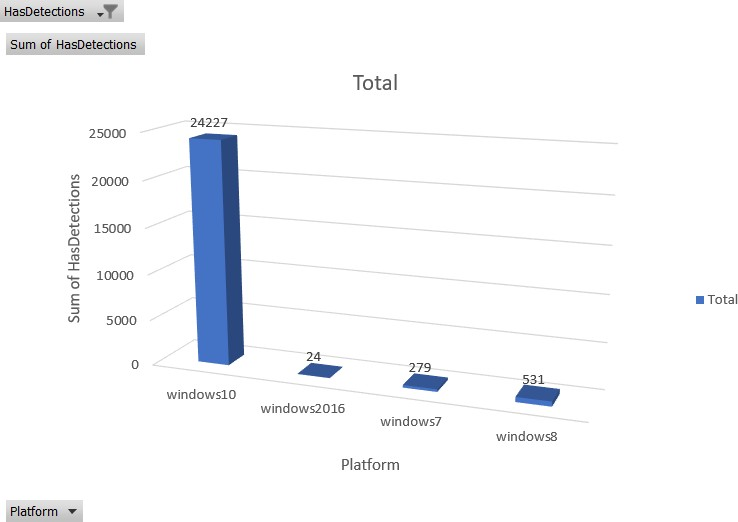 HasDetections
Sum of HasDetections
Total
24227
25000
20000
15000
10000
5000
0
Sum of HasDetections
24
279
531
windows10
windows2016
windows7
windows8
Platform
Total
Platform